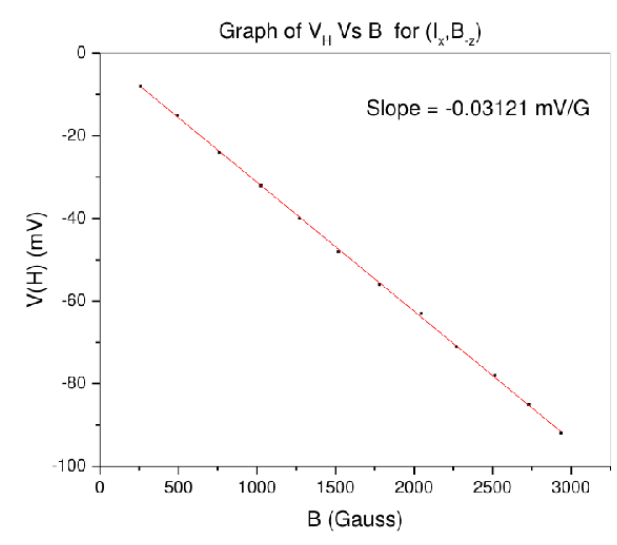 Graph of V_H Vs B for (I_x,B_-z)
Slope = -0.03121 mV/G
V(H) (mV)
0
-20
-40
-60
-80
-100
0 500 1000 1500 2000 2500 3000
B (Gauss)